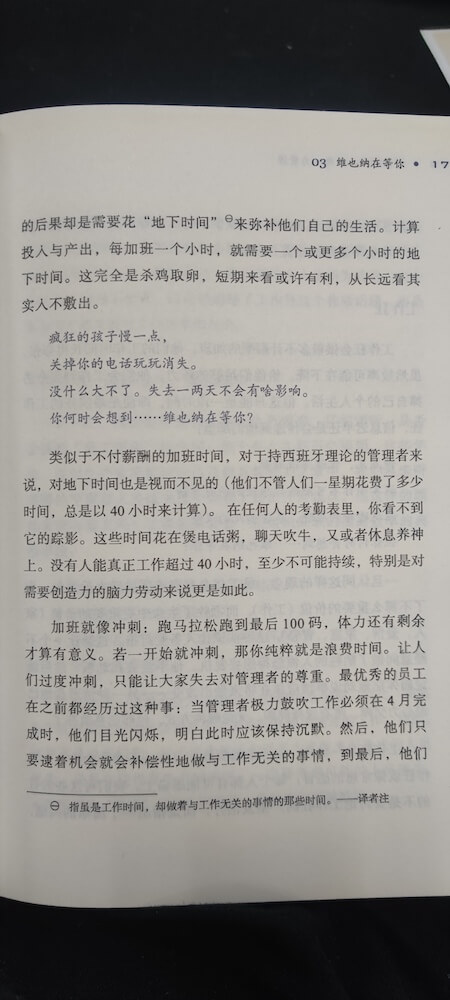 03 维也纳在等你 • 17
的后果却是需要花“地下时间”㊀来弥补他们自己的生活。计算
投入与产出，每加班一个小时，就需要一个或更多个小时的地
下时间。这完全是杀鸡取卵，短期来看或许有利，从长远看其
实入不敷出。
疯狂的孩子慢一点，
关掉你的电话玩玩消失。
没什么大不了。失去一两天不会有啥影响。
你何时会想到……维也纳在等你？
类似于不付薪酬的加班时间，对于持西班牙理论的管理者来
说，对地下时间也是视而不见的（他们不管人们一星期花费了多少
时间，总是以 40 小时来计算）。 在任何人的考勤表里，你看不到
它的踪影。这些时间花在煲电话粥，聊天吹牛，又或者休息养神
上。没有人能真正工作超过 40 小时，至少不可能持续，特别是对
需要创造力的脑力劳动来说更是如此。
加班就像冲刺：跑马拉松跑到最后 100 码，体力还有剩余
才算有意义。若一开始就冲刺，那你纯粹就是浪费时间。让人
们过度冲刺，只能让大家失去对管理者的尊重。最优秀的员工
在之前都经历过这种事：当管理者极力鼓吹工作必须在 4 月完
成时，他们目光闪烁，明白此时应该保持沉默。然后，他们只
要逮着机会就会补偿性地做与工作无关的事情，到最后，他们
㊀ 指虽是工作时间，却做着与工作无关的事情的那些时间。——译者注